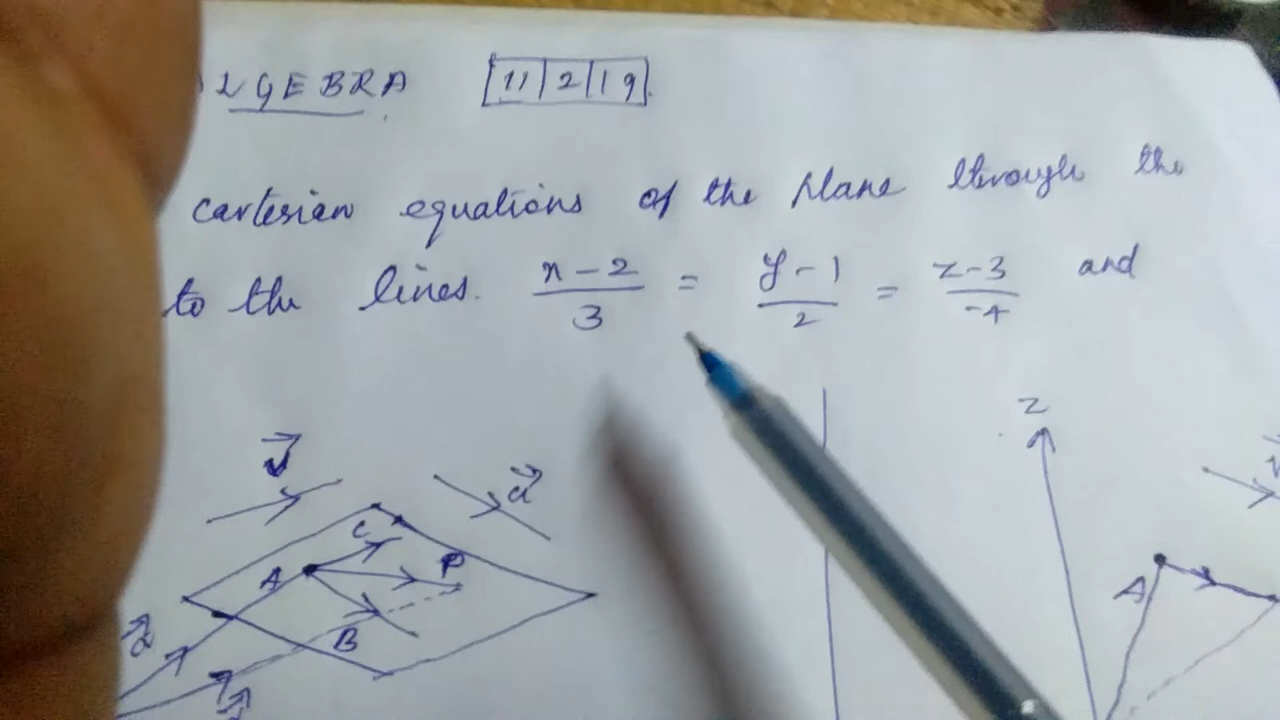 LGEBRA 11 2 19
cartesian equations of the plane through the
to the lines. x-2/3 = y-1/2 = z-3/-4 and
z
v
u
C
A
P
B
A
a